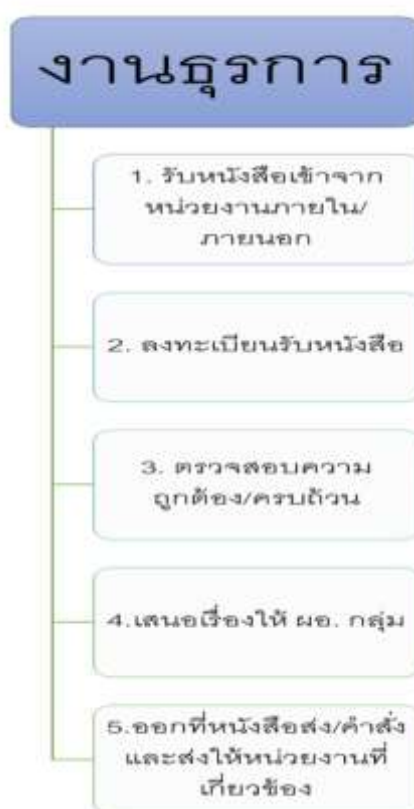 งานธุรการ
1. รับหนังสือเข้าจาก
หน่วยงานภายใน/
ภายนอก
2. ลงทะเบียนรับหนังสือ
3. ตรวจสอบความ
ถูกต้อง/ครบถ้วน
4.เสนอเรื่องให้ ผอ. กลุ่ม
5.ออกที่หนังสือส่ง/คำสั่ง
และส่งให้หน่วยงานที่
เกี่ยวข้อง